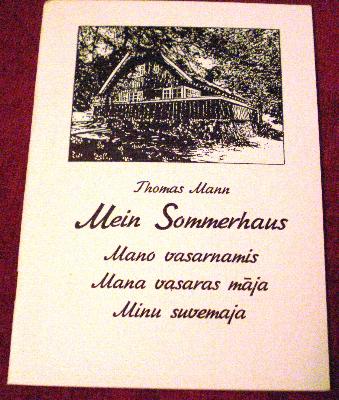 Thomas Mann
Mein Sommerhaus
Mano vasarnamis
Mana vasaras māja
Minu suvemaja